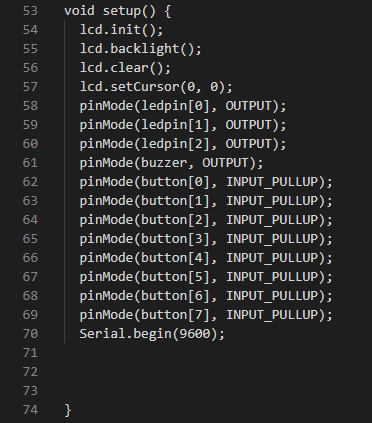 53 void setup() {
54 lcd.init();
55 lcd.backlight();
56 lcd.clear();
57 lcd.setCursor(0, 0);
58 pinMode(ledpin[0], OUTPUT);
59 pinMode(ledpin[1], OUTPUT);
60 pinMode(ledpin[2], OUTPUT);
61 pinMode(buzzer, OUTPUT);
62 pinMode(button[0], INPUT_PULLUP);
63 pinMode(button[1], INPUT_PULLUP);
64 pinMode(button[2], INPUT_PULLUP);
65 pinMode(button[3], INPUT_PULLUP);
66 pinMode(button[4], INPUT_PULLUP);
67 pinMode(button[5], INPUT_PULLUP);
68 pinMode(button[6], INPUT_PULLUP);
69 pinMode(button[7], INPUT_PULLUP);
70 Serial.begin(9600);
71
72
73
74 }